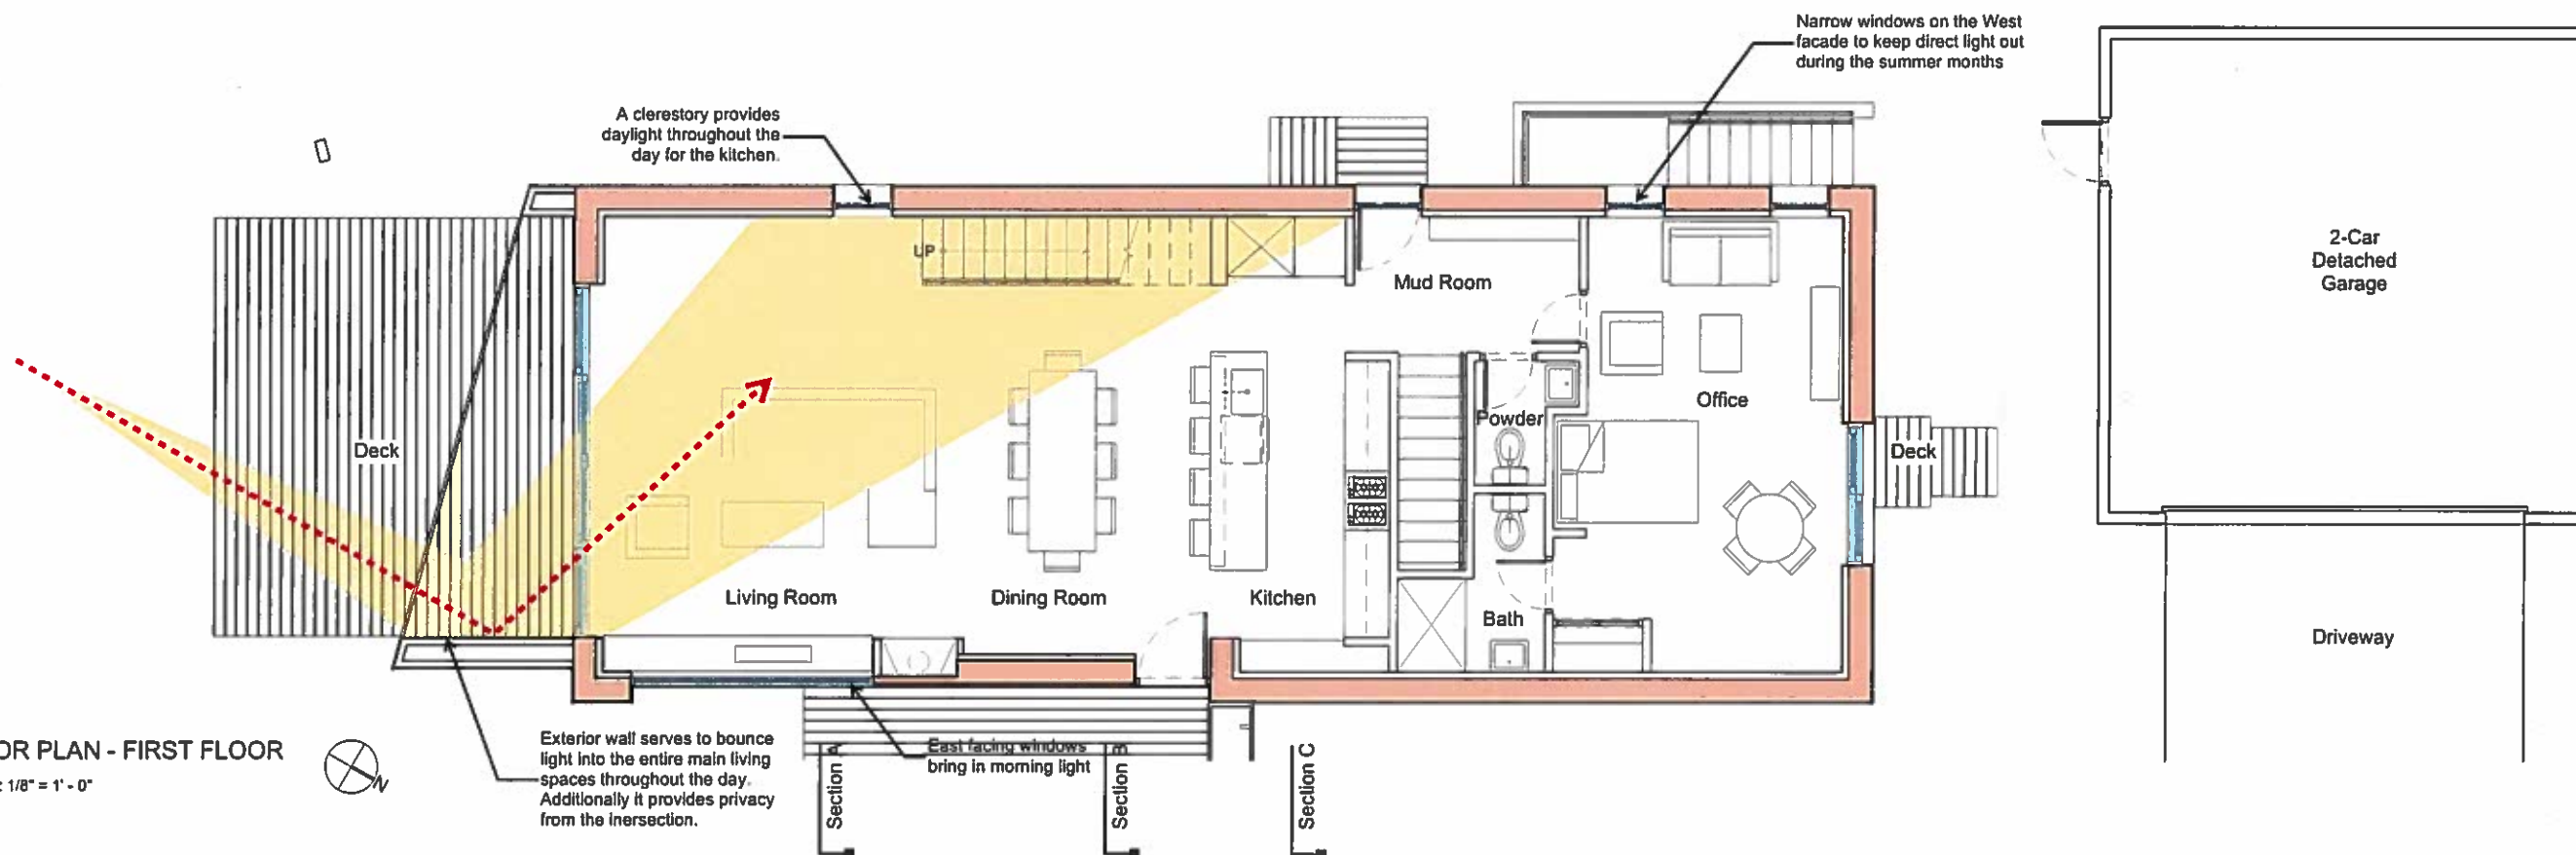 Narrow windows on the West
facade to keep direct light out
during the summer months
A clerestory provides
daylight throughout the
day for the kitchen.
2-Car
Detached
Garage
UP
Mud Room
Office
Powder
Deck
Deck
Living Room
Dining Room
Kitchen
Bath
Driveway
OR PLAN - FIRST FLOOR
: 1/8" = 1' - 0"
N
Exterior wall serves to bounce
light into the entire main living
spaces throughout the day.
Additionally it provides privacy
from the inersection.
East facing windows
bring in morning light
Section A
Section B
Section C